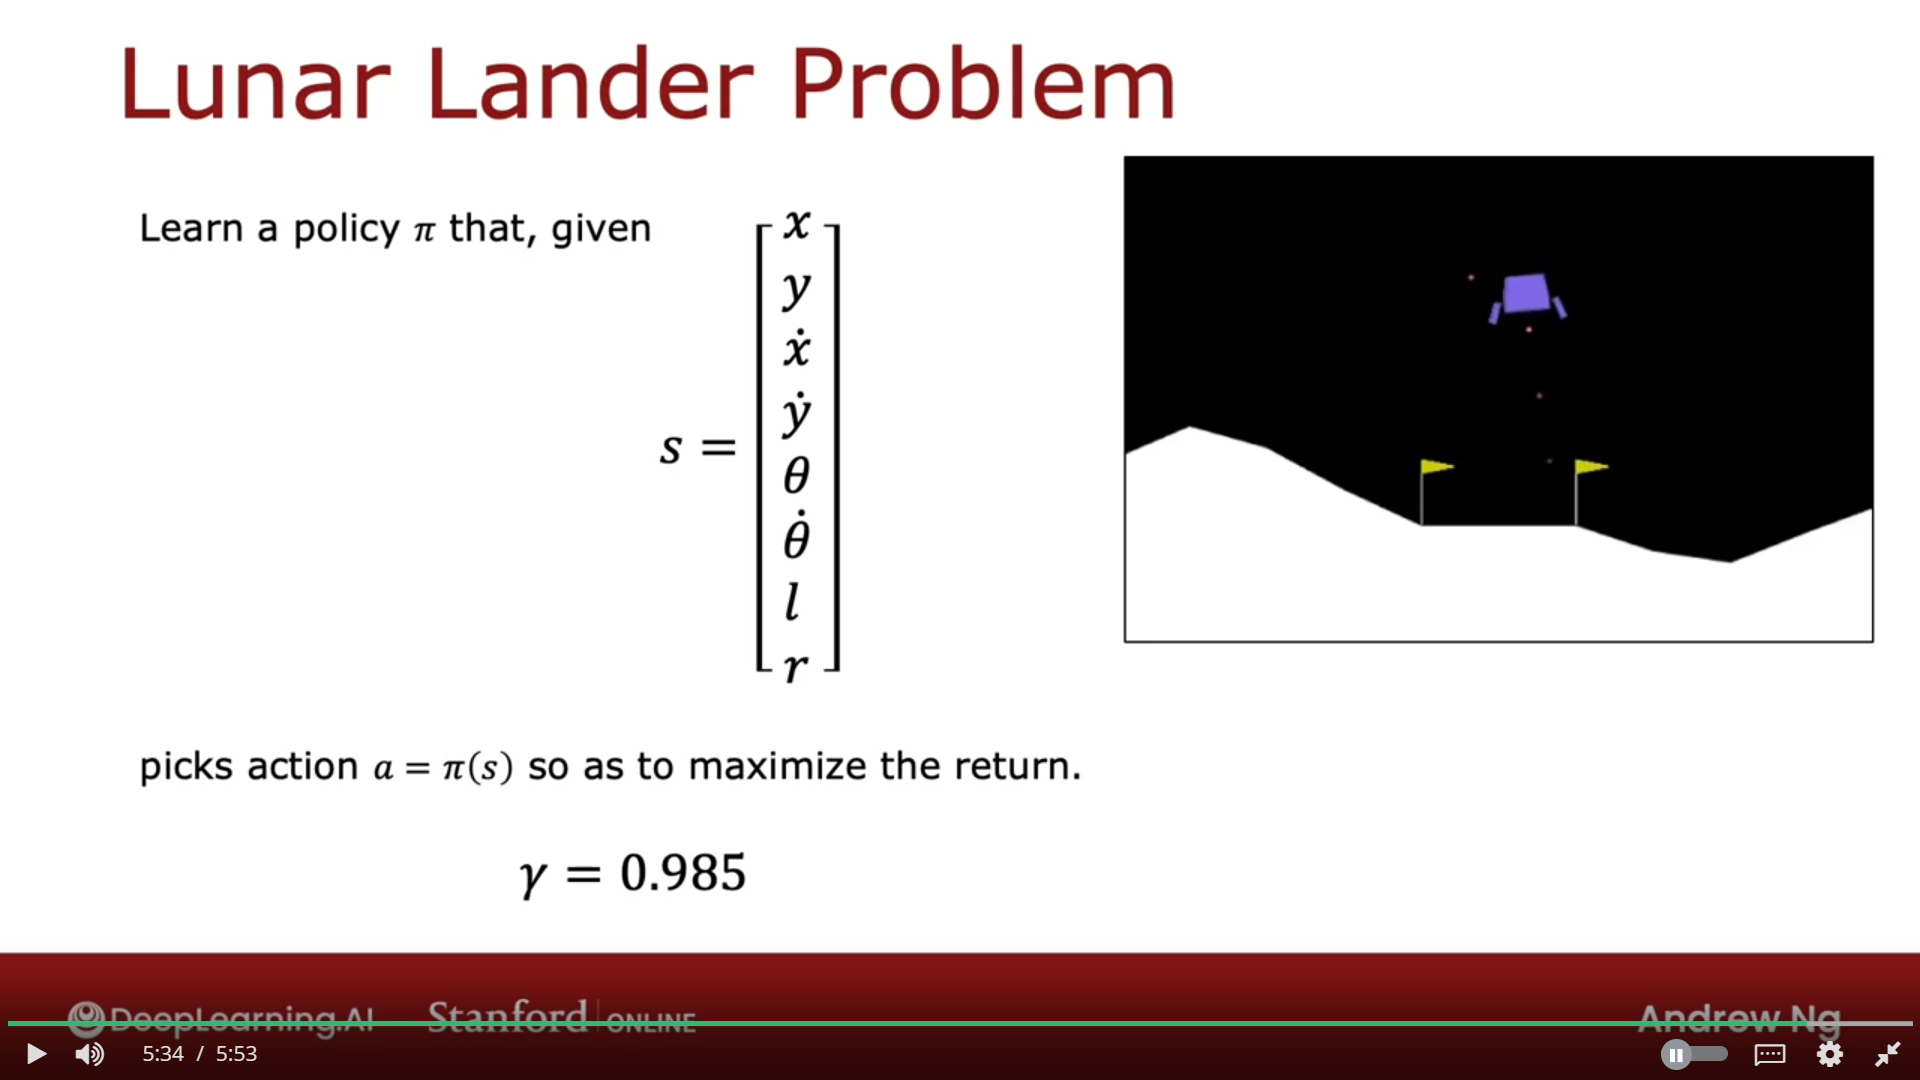 Lunar Lander Problem
Learn a policy π that, given
s = [x y ẋ ẏ θ θ̇ l r]
picks action a = π(s) so as to maximize the return.
γ = 0.985
DeepLearning.AI Stanford | ONLINE Andrew Ng
5:34 / 5:53